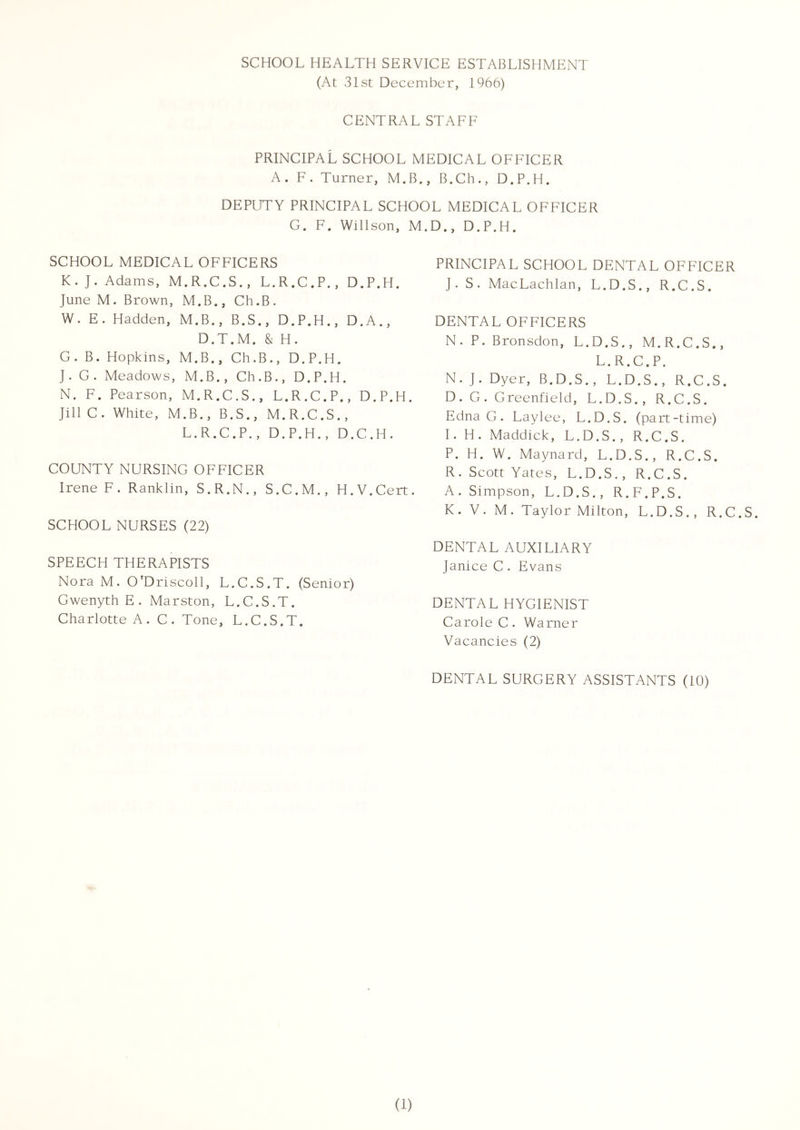 SCHOOL HEALTH SERVICE ESTABLISHMENT
(At 31st December, 1966)
CENTRAL STAFF
PRINCIPAL SCHOOL MEDICAL OFFICER
A. F. Turner, M.B., B.Ch., D.P.H.
DEPUTY PRINCIPAL SCHOOL MEDICAL OFFICER
G. F. Willson, M.D., D.P.H.
SCHOOL MEDICAL OFFICERS
K. J. Adams, M.R.C.S., L.R.C.P., D.P.H.
June M. Brown, M.B., Ch.B.
W. E. Hadden, M.B., B.S., D.P.H., D.A.,
D.T.M. & H.
G. B. Hopkins, M.B., Ch.B., D.P.H.
J. G. Meadows, M.B., Ch.B., D.P.H.
N. F. Pearson, M.R.C.S., L.R.C.P., D.P.H.
Jill C. White, M.B., B.S., M.R.C.S.,
L.R.C.P., D.P.H., D.C.H.
COUNTY NURSING OFFICER
Irene F. Ranklin, S.R.N., S.C.M., H.V.Cert.
SCHOOL NURSES (22)
SPEECH THERAPISTS
Nora M. O'Driscoll, L.C.S.T. (Senior)
Gwenyth E. Marston, L.C.S.T.
Charlotte A. C. Tone, L.C.S.T.
PRINCIPAL SCHOOL DENTAL OFFICER
J. S. MacLachlan, L.D.S., R.C.S.
DENTAL OFFICERS
N. P. Bronsdon, L.D.S., M.R.C.S.,
L.R.C.P.
N. J. Dyer, B.D.S., L.D.S., R.C.S.
D. G. Greenfield, L.D.S., R.C.S.
Edna G. Laylee, L.D.S. (part-time)
I. H. Maddick, L.D.S., R.C.S.
P. H. W. Maynard, L.D.S., R.C.S.
R. Scott Yates, L.D.S., R.C.S.
A. Simpson, L.D.S., R.F.P.S.
K. V. M. Taylor Milton, L.D.S., R.C.S.
DENTAL AUXILIARY
Janice C. Evans
DENTAL HYGIENIST
Carole C. Warner
Vacancies (2)
DENTAL SURGERY ASSISTANTS (10)
(1)